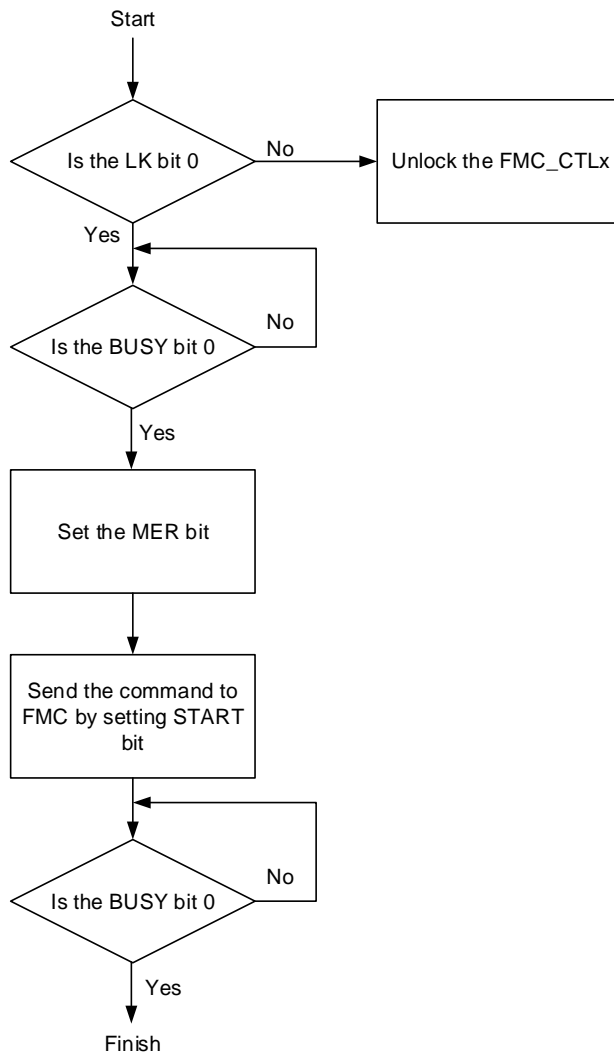 Start
Is the LK bit 0
No
Unlock the FMC_CTLx
Yes
Is the BUSY bit 0
No
Yes
Set the MER bit
Send the command to
FMC by setting START
bit
Is the BUSY bit 0
No
Yes
Finish